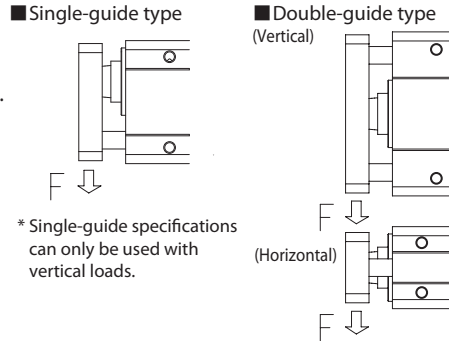 ■Single-guide type
F
* Single-guide specifications
can only be used with
vertical loads.
■Double-guide type
(Vertical)
F
(Horizontal)
F